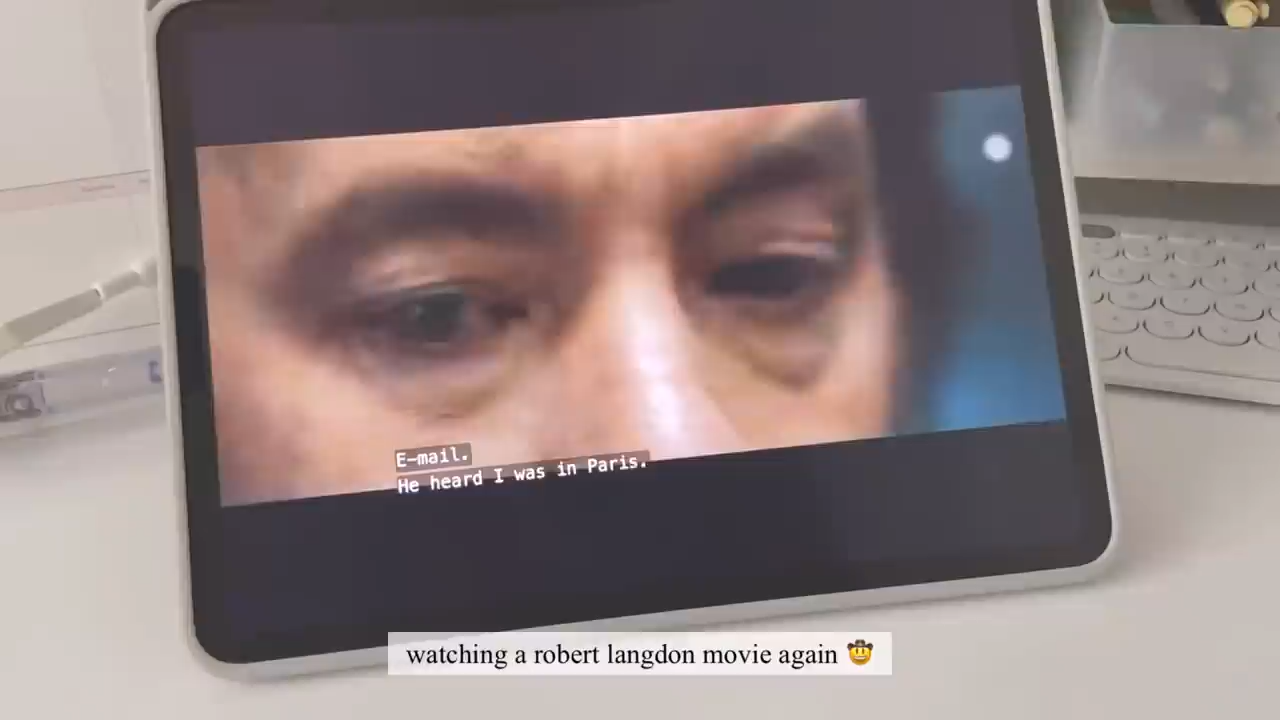 E-mail.
He heard I was in Paris.
watching a robert langdon movie again 🤠